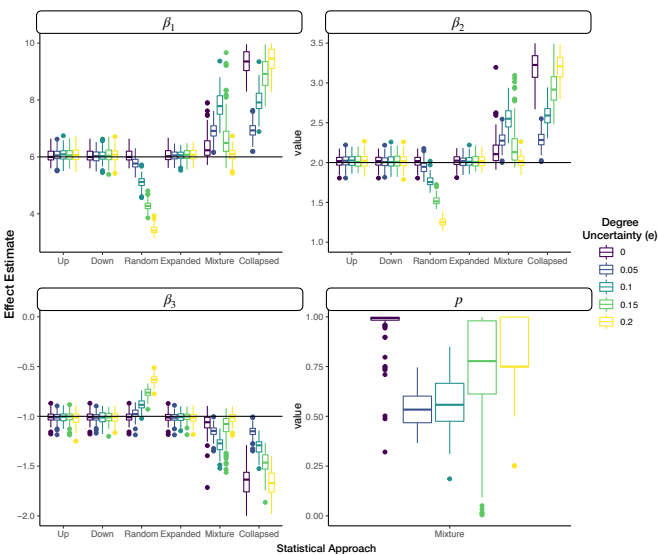 β1
β2
10
8
6
4
Up Down Random Expanded Mixture Collapsed
value
3.5
3.0
2.5
2.0
1.5
1.0
Up Down Random Expanded Mixture Collapsed
Effect Estimate
β3
p
0.0
−0.5
−1.0
−1.5
−2.0
Up Down Random Expanded Mixture Collapsed
value
1.00
0.75
0.50
0.25
0.00
Mixture
Statistical Approach
Degree
Uncertainty (e)
0
0.05
0.1
0.15
0.2